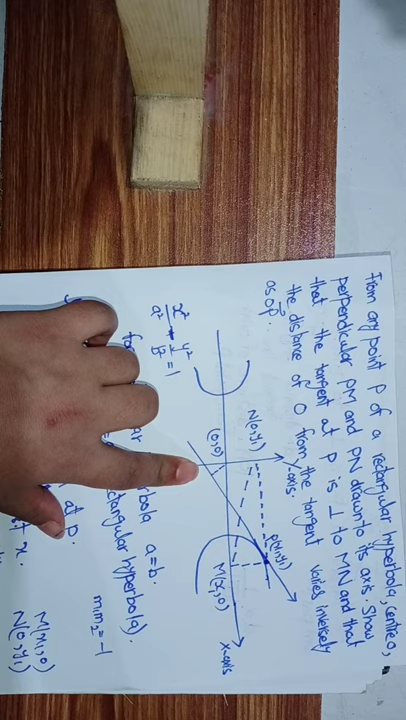 From any point P of a rectangular hyperbola, centre O,
perpendicular PM and PN drawn to its axis. Show
that the tangent at P is ⊥ to MN and that
the distance of O from the tangent varies inversely
as OP.
y-axis.
N(0,y₁)
P(x₁,y₁)
(0,0)
M(x₁,0)
x-axis
x²/a² - y²/b² = 1
for
bola a=b.
ctangular hyperbola).
m₁m₂=-1
at P.
x.
M(x₁,0)
N(0,y₁)